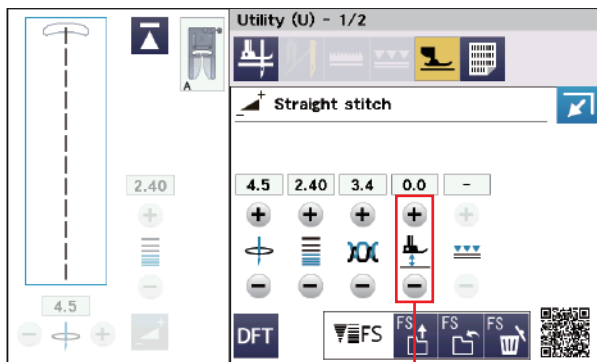 Utility (U) - 1/2
A
Straight stitch
2.40
4.5 2.40 3.4 0.0 -
4.5
DFT FS FS FS FS